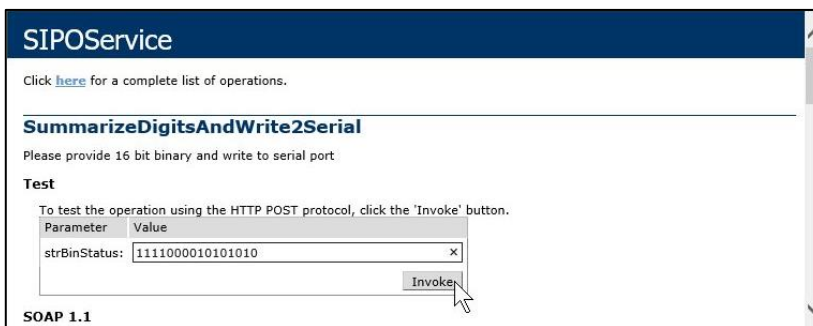 SIPOService
Click here for a complete list of operations.
SummarizeDigitsAndWrite2Serial
Please provide 16 bit binary and write to serial port
Test
To test the operation using the HTTP POST protocol, click the 'Invoke' button.
Parameter Value
strBinStatus: 1111000010101010 ×
Invoke
SOAP 1.1